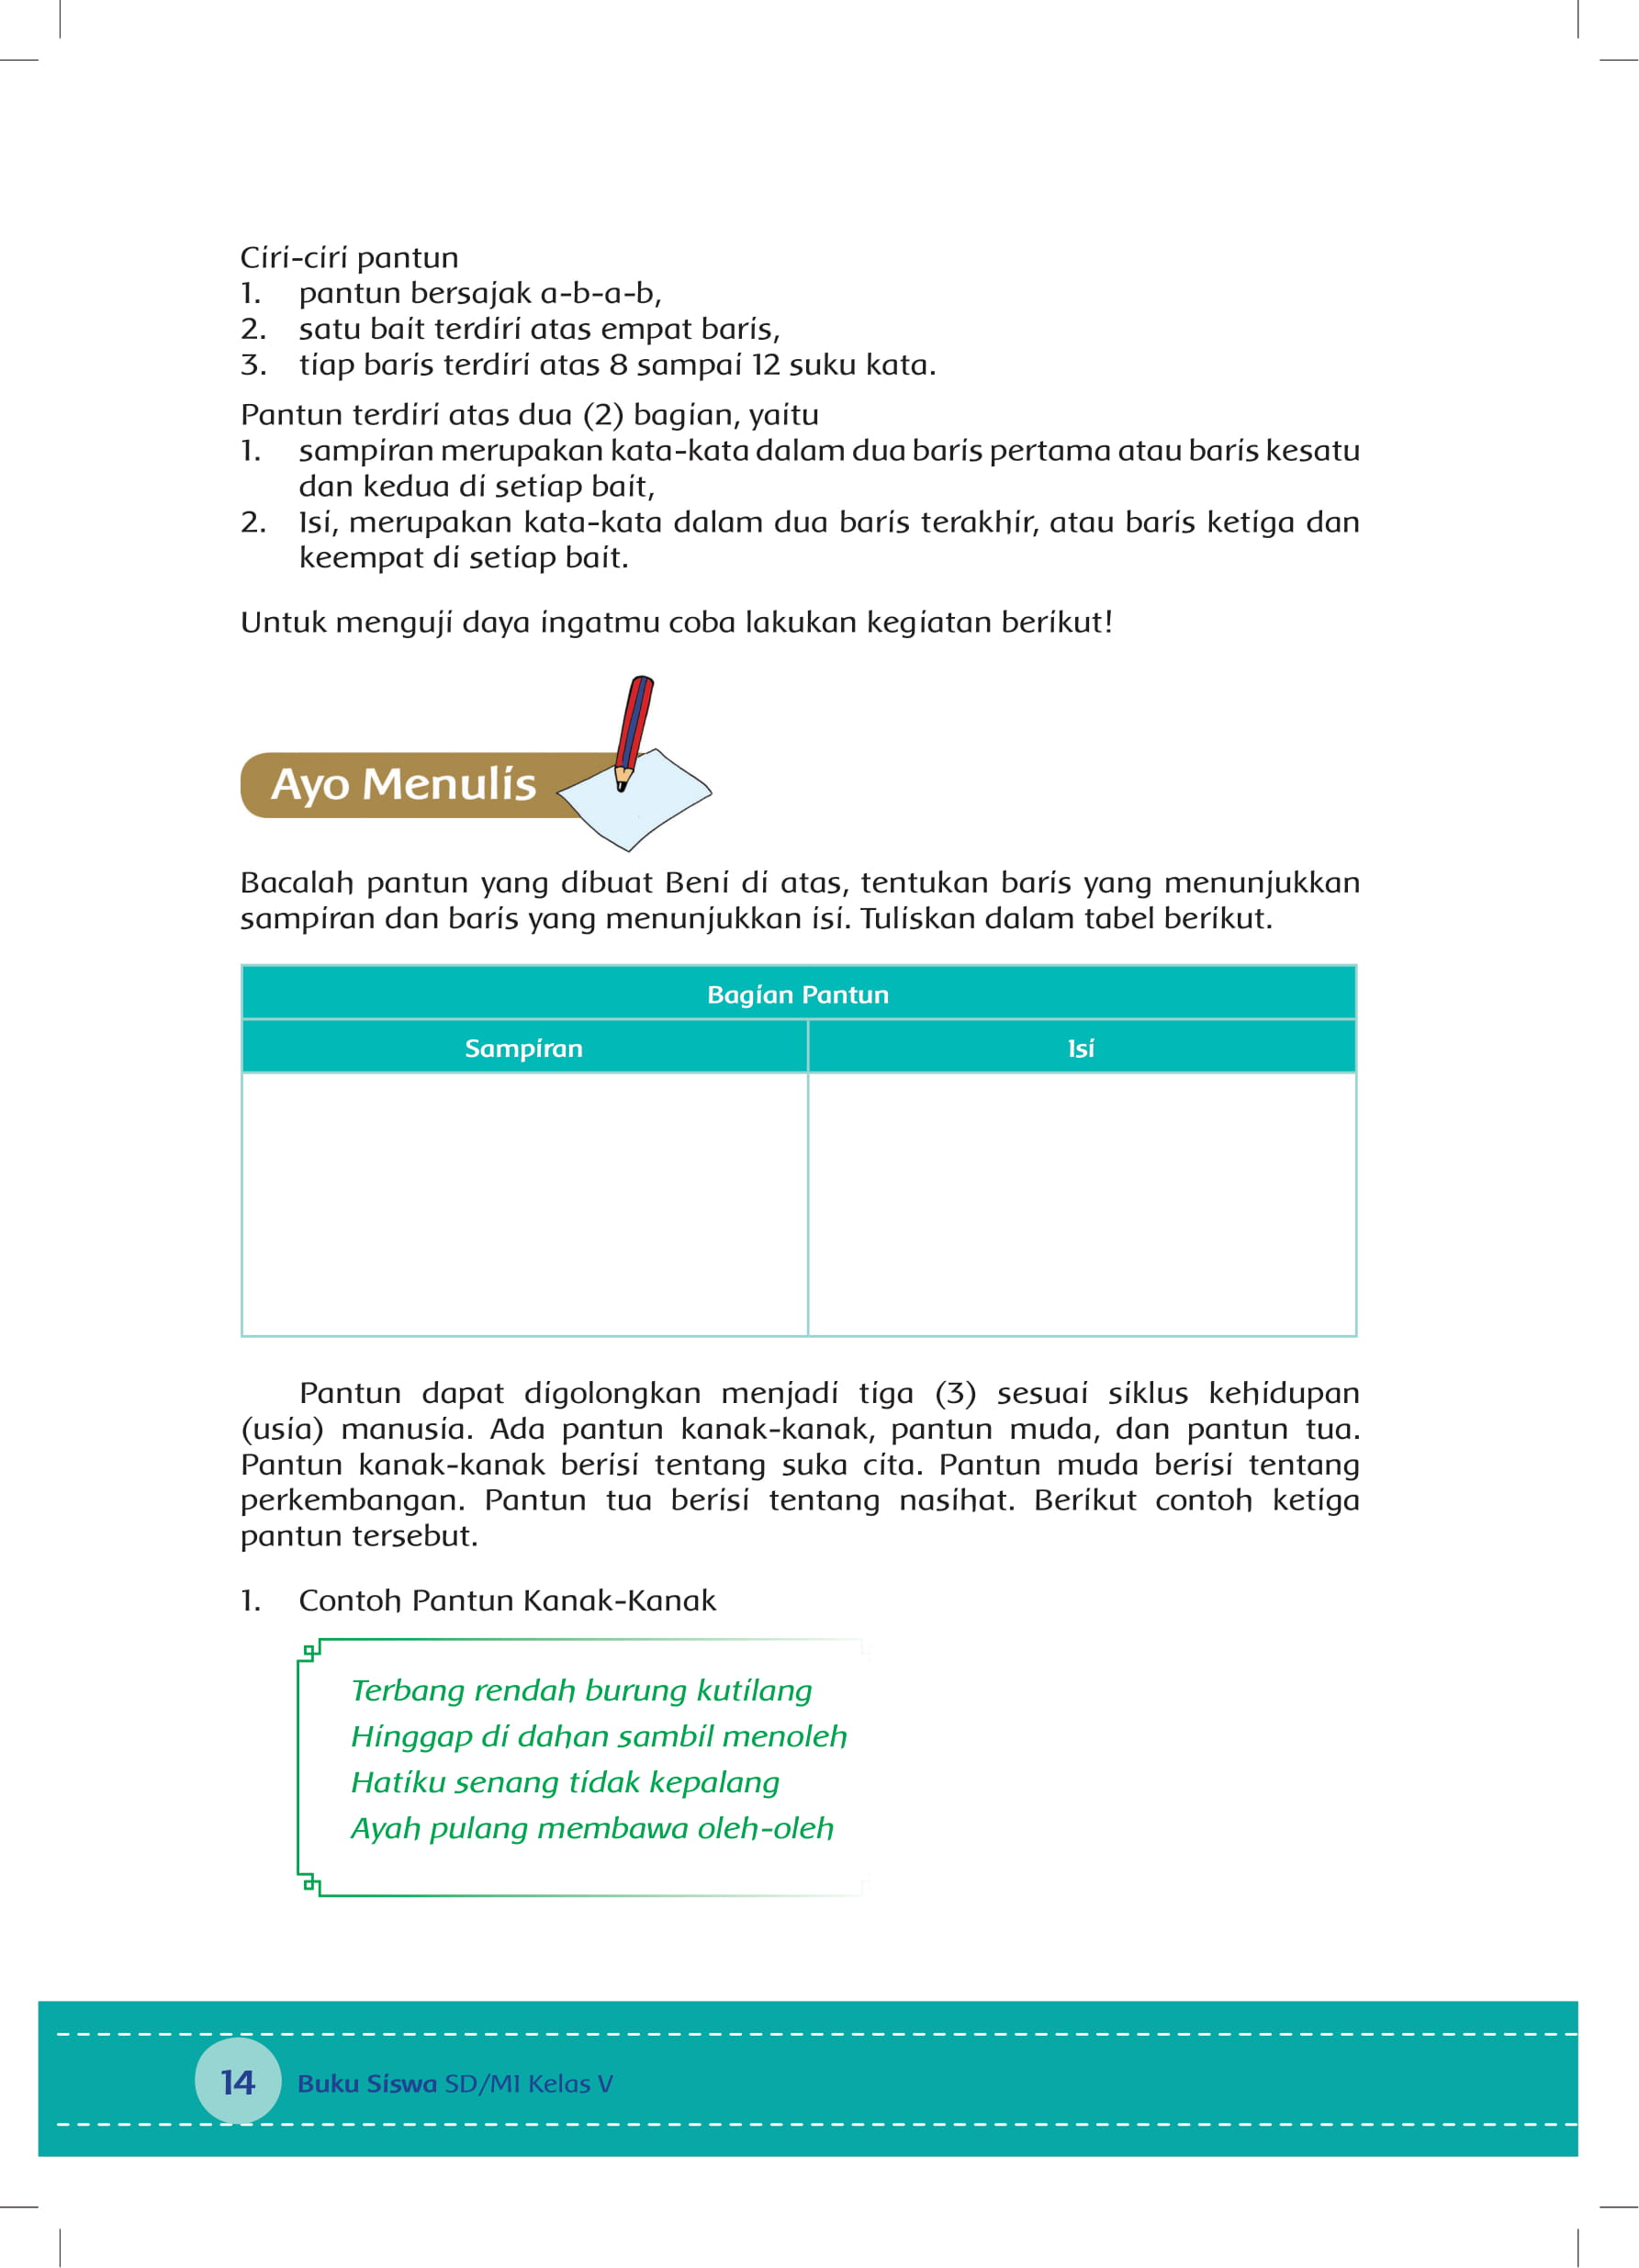 Ciri-ciri pantun
1. pantun bersajak a-b-a-b,
2. satu bait terdiri atas empat baris,
3. tiap baris terdiri atas 8 sampai 12 suku kata.
Pantun terdiri atas dua (2) bagian, yaitu
1. sampiran merupakan kata-kata dalam dua baris pertama atau baris kesatu
dan kedua di setiap bait,
2. Isi, merupakan kata-kata dalam dua baris terakhir, atau baris ketiga dan
keempat di setiap bait.
Untuk menguji daya ingatmu coba lakukan kegiatan berikut!
Ayo Menulis
Bacalah pantun yang dibuat Beni di atas, tentukan baris yang menunjukkan
sampiran dan baris yang menunjukkan isi. Tuliskan dalam tabel berikut.
Bagian Pantun
Sampiran Isi
Pantun dapat digolongkan menjadi tiga (3) sesuai siklus kehidupan
(usia) manusia. Ada pantun kanak-kanak, pantun muda, dan pantun tua.
Pantun kanak-kanak berisi tentang suka cita. Pantun muda berisi tentang
perkembangan. Pantun tua berisi tentang nasihat. Berikut contoh ketiga
pantun tersebut.
1. Contoh Pantun Kanak-Kanak
Terbang rendah burung kutilang
Hinggap di dahan sambil menoleh
Hatiku senang tidak kepalang
Ayah pulang membawa oleh-oleh
14 Buku Siswa SD/MI Kelas V